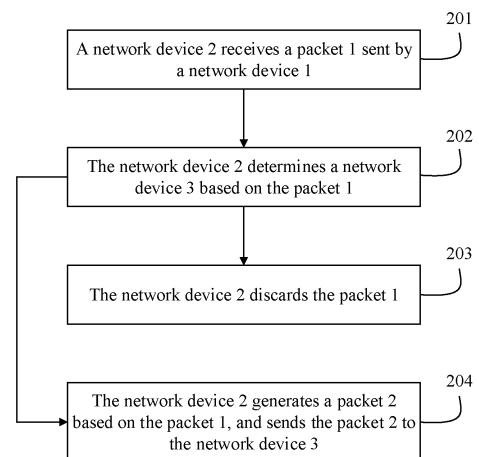 201
A network device 2 receives a packet 1 sent by
a network device 1
202
The network device 2 determines a network
device 3 based on the packet 1
203
The network device 2 discards the packet 1
204
The network device 2 generates a packet 2
based on the packet 1, and sends the packet 2 to
the network device 3